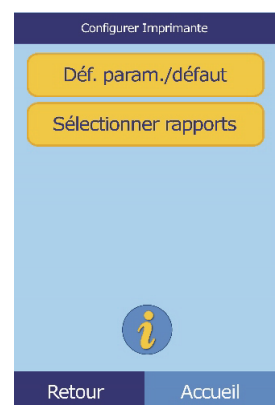 Configurer Imprimante
Déf. param./défaut
Sélectionner rapports
i
Retour
Accueil